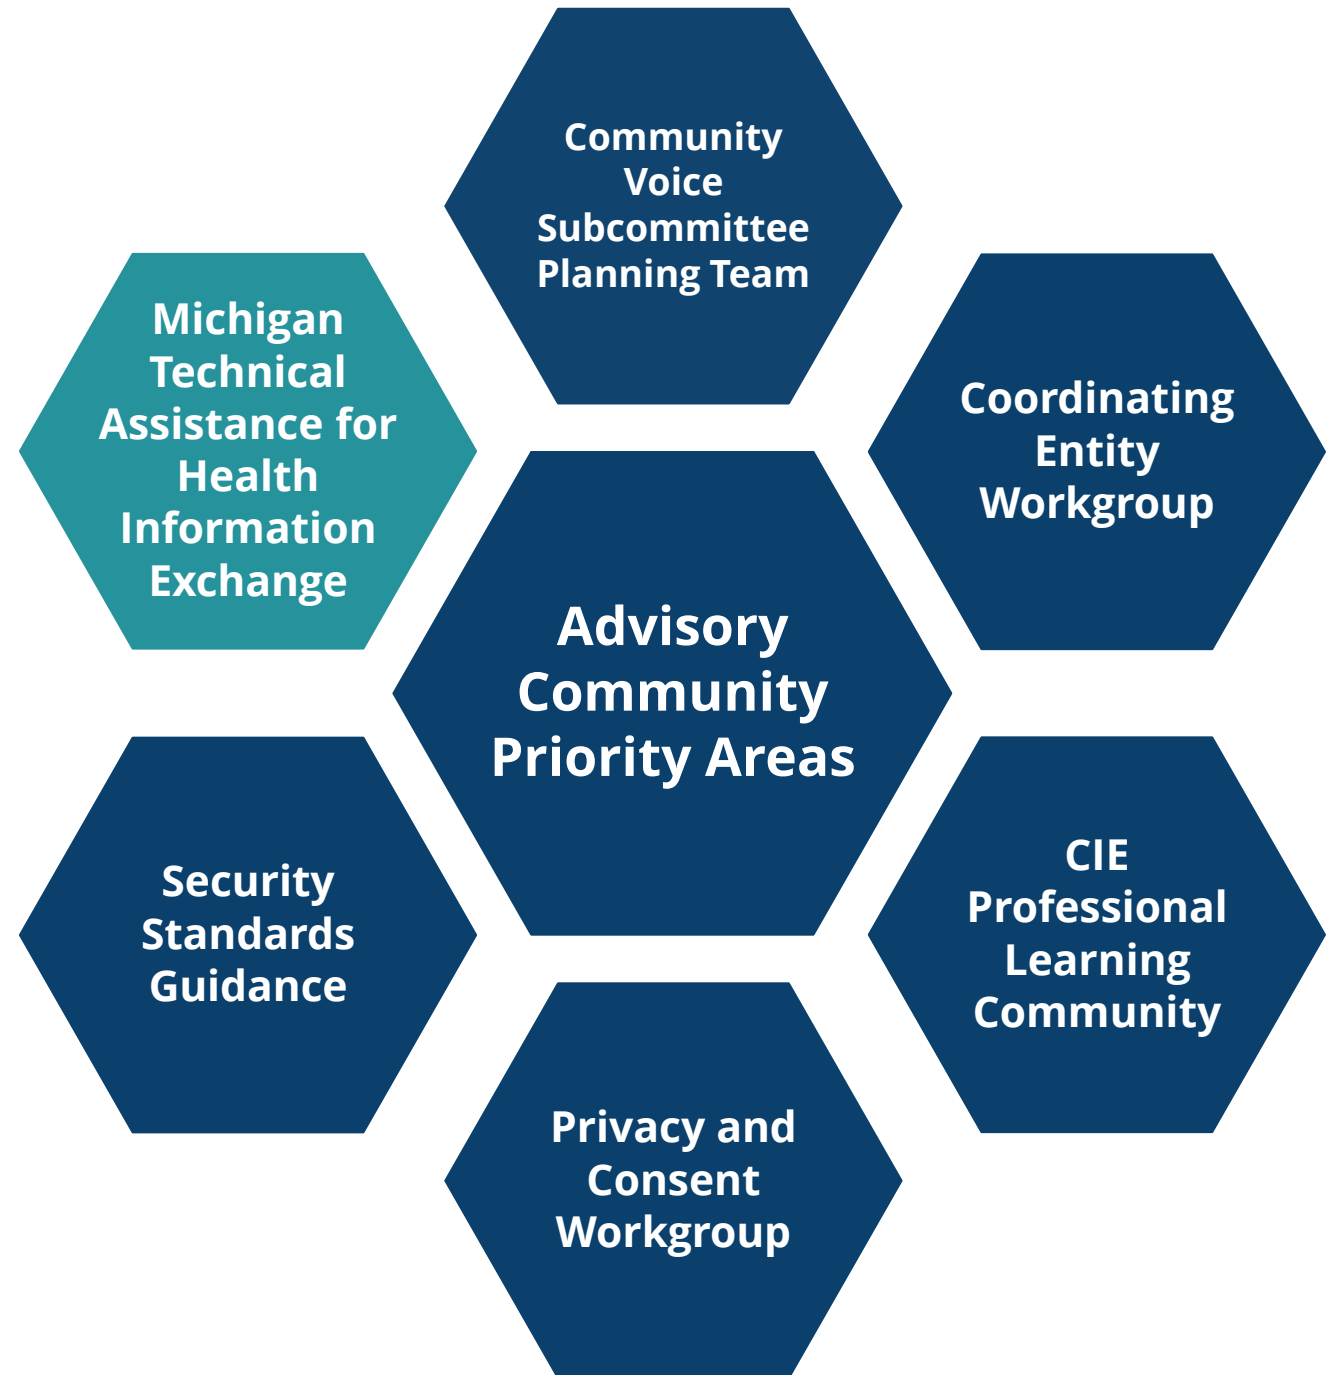 Community
Voice
Subcommittee
Planning Team
Michigan
Technical
Assistance for
Health
Information
Exchange
Coordinating
Entity
Workgroup
Advisory
Community
Priority Areas
Security
Standards
Guidance
CIE
Professional
Learning
Community
Privacy and
Consent
Workgroup